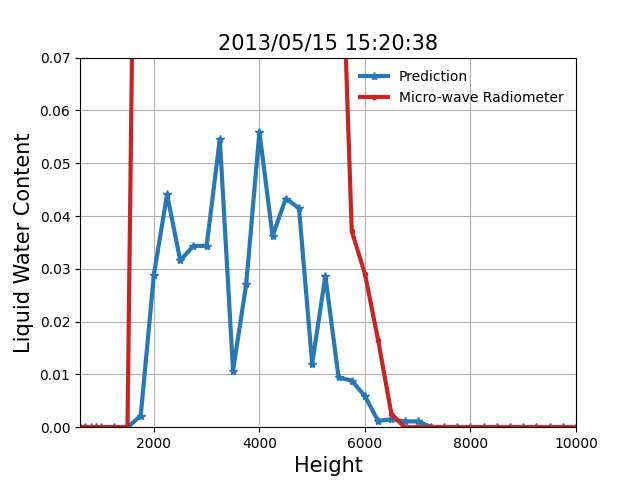 2013/05/15 15:20:38
Prediction
Micro-wave Radiometer
Liquid Water Content
0.07
0.06
0.05
0.04
0.03
0.02
0.01
0.00
2000 4000 6000 8000 10000
Height